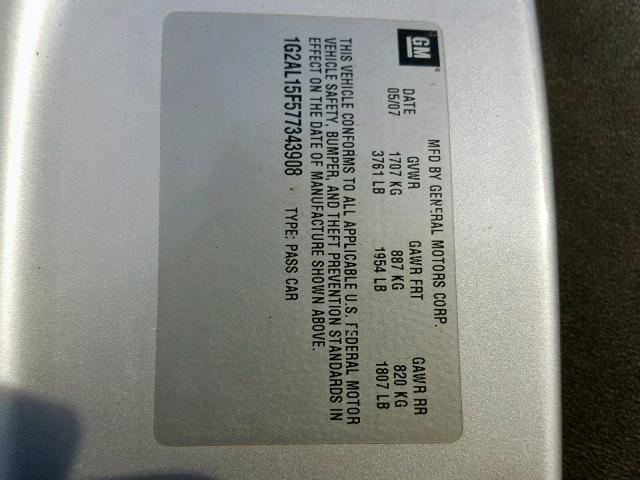 GM
MFD BY GENERAL MOTORS CORP.
DATE GVWR GAWR FRT GAWR RR
05/07 1707 KG 887 KG 820 KG
3761 LB 1954 LB 1807 LB
THIS VEHICLE CONFORMS TO ALL APPLICABLE U.S. FEDERAL MOTOR
VEHICLE SAFETY, BUMPER, AND THEFT PREVENTION STANDARDS IN
EFFECT ON THE DATE OF MANUFACTURE SHOWN ABOVE.
1G2AL15F577343908 TYPE: PASS CAR